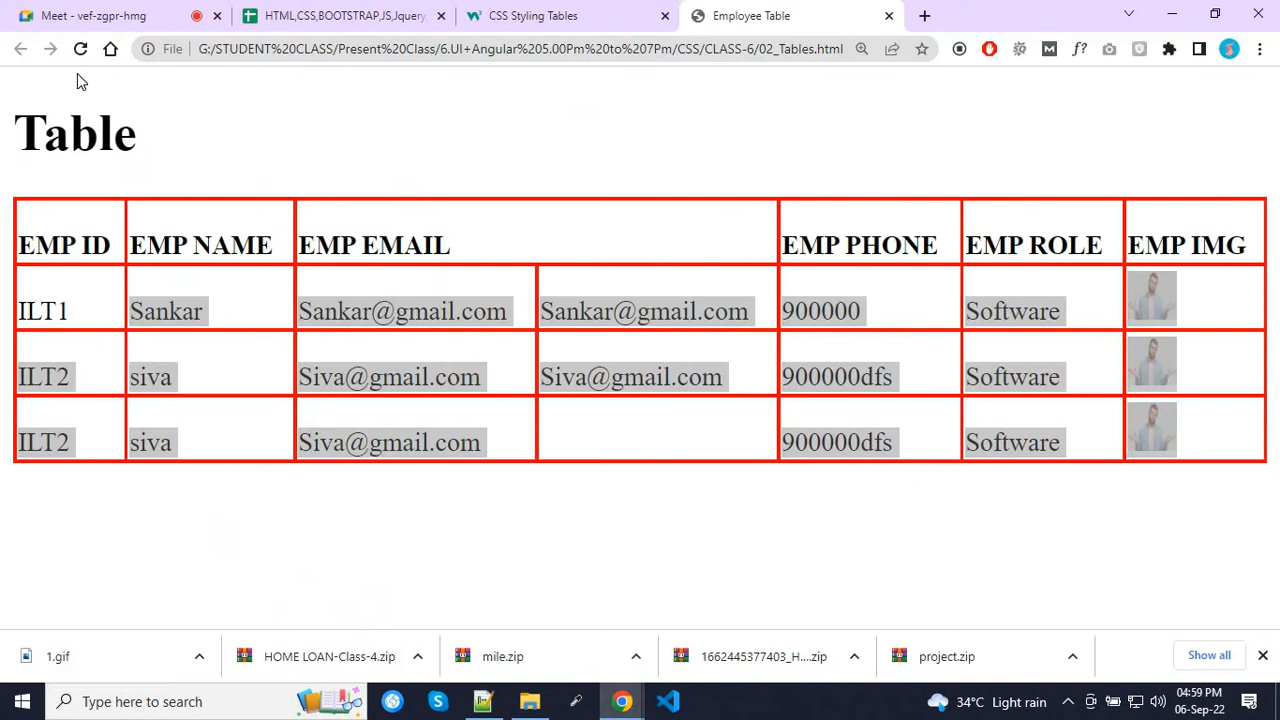 Meet - vef-zgpr-hmg
HTML,CSS,BOOTSTRAP,JS,Jquery,
CSS Styling Tables
Employee Table
File
G:/STUDENT%20CLASS/Present%20Class/6.UI+Angular%205.00Pm%20to%207Pm/CSS/CLASS-6/02_Tables.html
Table
EMP ID EMP NAME EMP EMAIL EMP PHONE EMP ROLE EMP IMG
ILT1 Sankar Sankar@gmail.com Sankar@gmail.com 900000 Software
ILT2 siva Siva@gmail.com Siva@gmail.com 900000dfs Software
ILT2 siva Siva@gmail.com 900000dfs Software
1.gif
HOME LOAN-Class-4.zip
mile.zip
1662445377403_H....zip
project.zip
Show all
Type here to search
34°C Light rain
04:59 PM
06-Sep-22